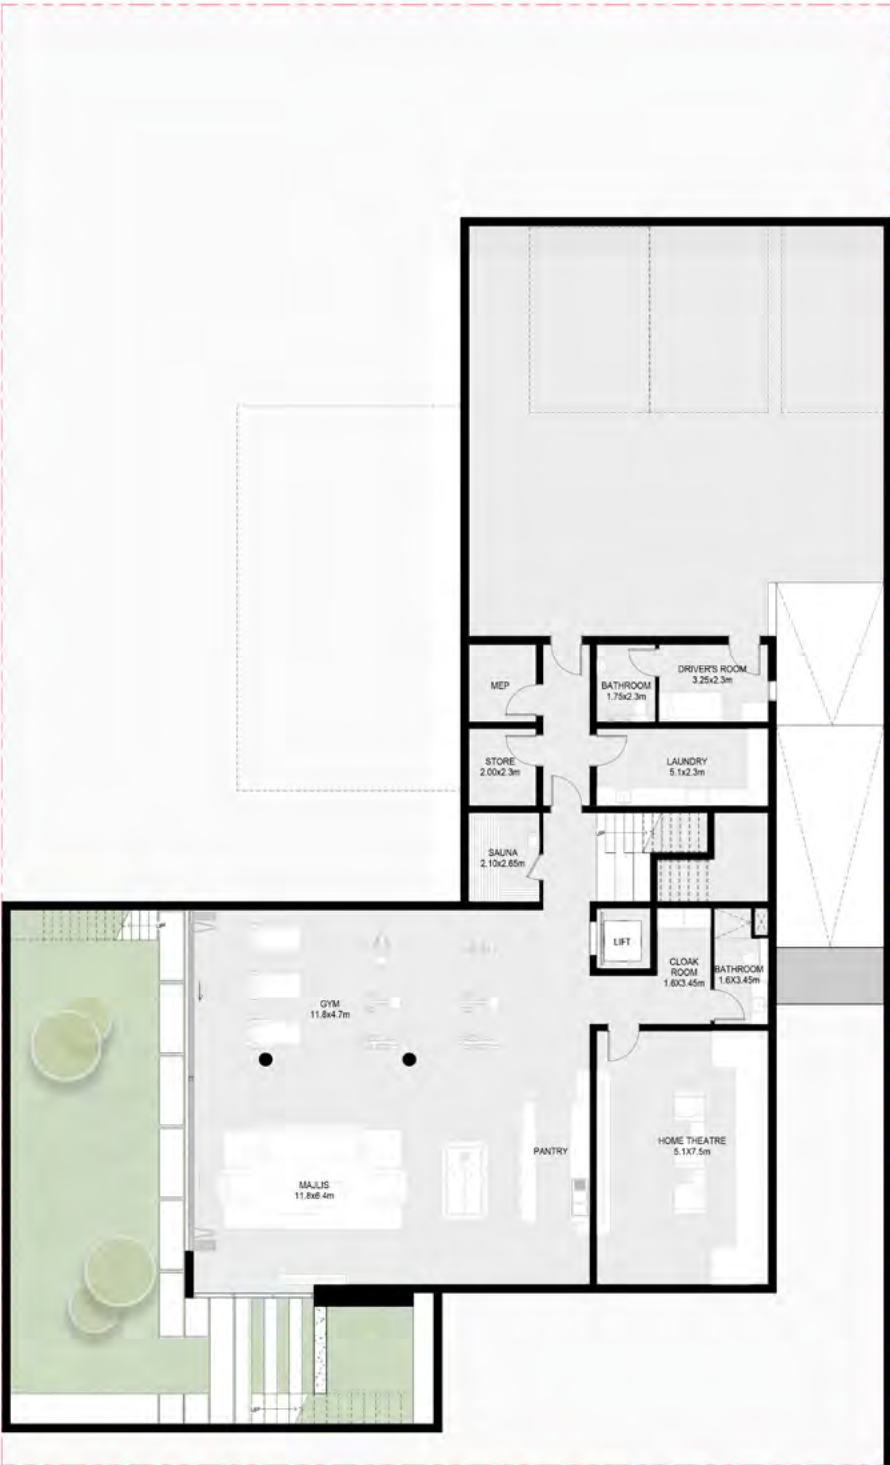 DRIVER'S ROOM
3.25x2.3m
MEP
BATHROOM
1.75x2.3m
STORE
2.00x2.3m
LAUNDRY
5.1x2.3m
SAUNA
2.10x2.65m
UP
LIFT
CLOAK
ROOM
1.6X3.45m
BATHROOM
1.6X3.45m
GYM
11.8x4.7m
HOME THEATRE
5.1X7.5m
PANTRY
MAJLIS
11.8x6.4m
UP